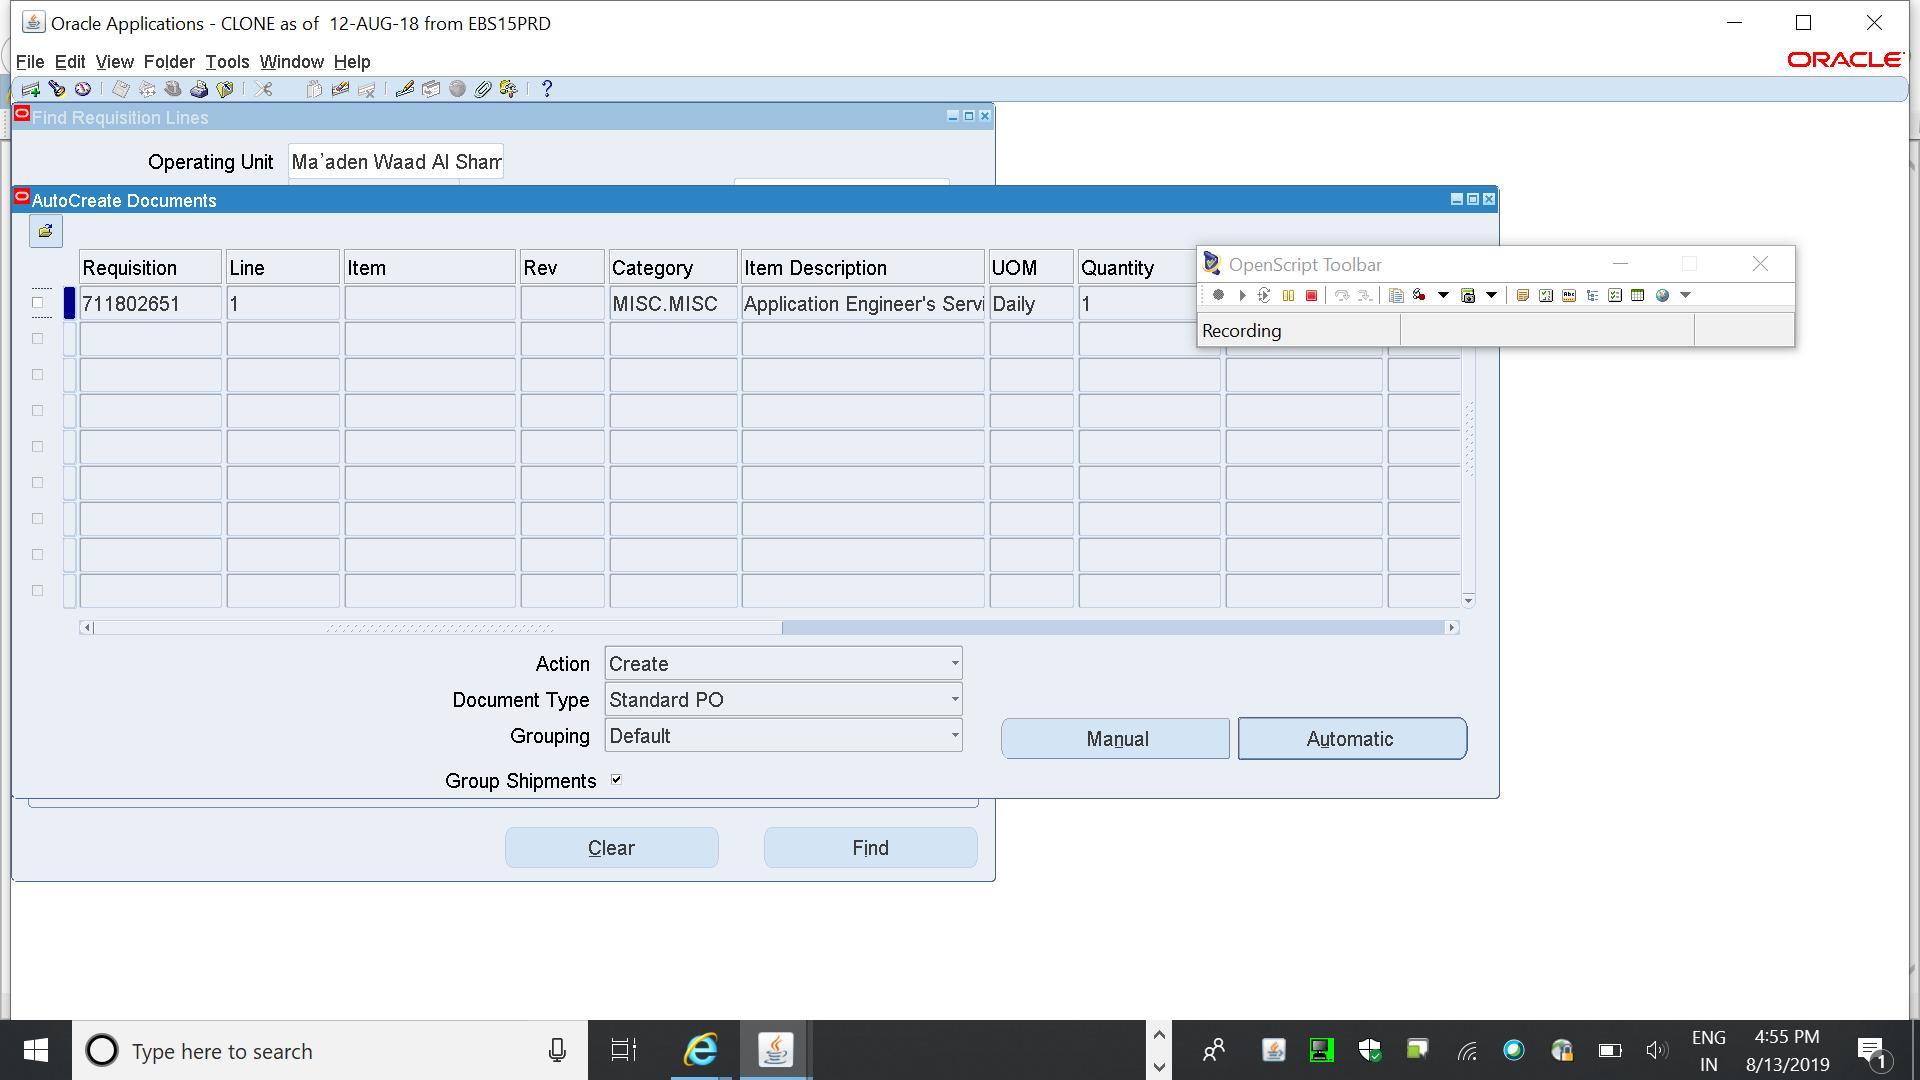 Oracle Applications - CLONE as of 12-AUG-18 from EBS15PRD
File Edit View Folder Tools Window Help
ORACLE
Find Requisition Lines
Operating Unit Ma'aden Waad Al Sham
AutoCreate Documents
Requisition Line Item Rev Category Item Description UOM Quantity
711802651 1 MISC.MISC Application Engineer's Servi Daily 1
OpenScript Toolbar
Recording
Action Create
Document Type Standard PO
Grouping Default
Manual Automatic
Group Shipments
Clear Find
Type here to search
ENG 4:55 PM
IN 8/13/2019
1